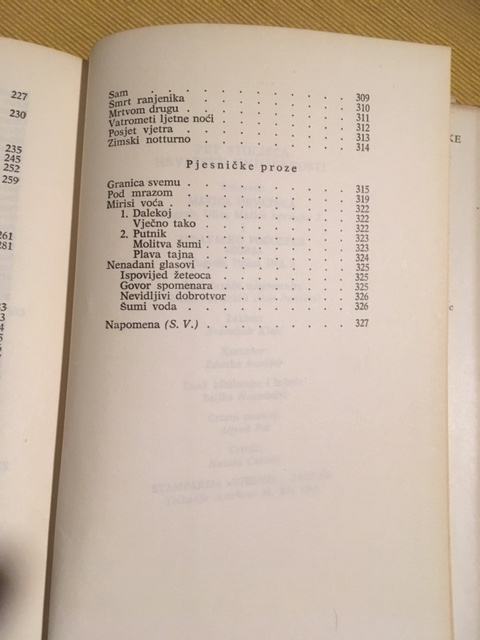 227
230
235
245
252
259
261
281
Sam . . . . . . . . . . . 309
Smrt ranjenika . . . . . . . . 310
Mrtvom drugu . . . . . . . . 311
Vatrometi ljetne noći . . . . . . 312
Posjet vjetra . . . . . . . . 313
Zimski notturno . . . . . . . . 314
Pjesničke proze
Granica svemu . . . . . . . . 315
Pod mrazom . . . . . . . . 319
Mirisi voća . . . . . . . . . 322
1. Dalekoj . . . . . . . . . 322
Vječno tako . . . . . . . . 322
2. Putnik . . . . . . . . . 323
Molitva šumi . . . . . . . . 323
Plava tajna . . . . . . . . 324
Nenadani glasovi . . . . . . . 325
Ispovijed žeteoca . . . . . . . 325
Govor spomenara . . . . . . . 325
Nevidljivi dobrotvor . . . . . . 326
Šumi voda . . . . . . . . . 326
Napomena (S. V.) . . . . . . . 327